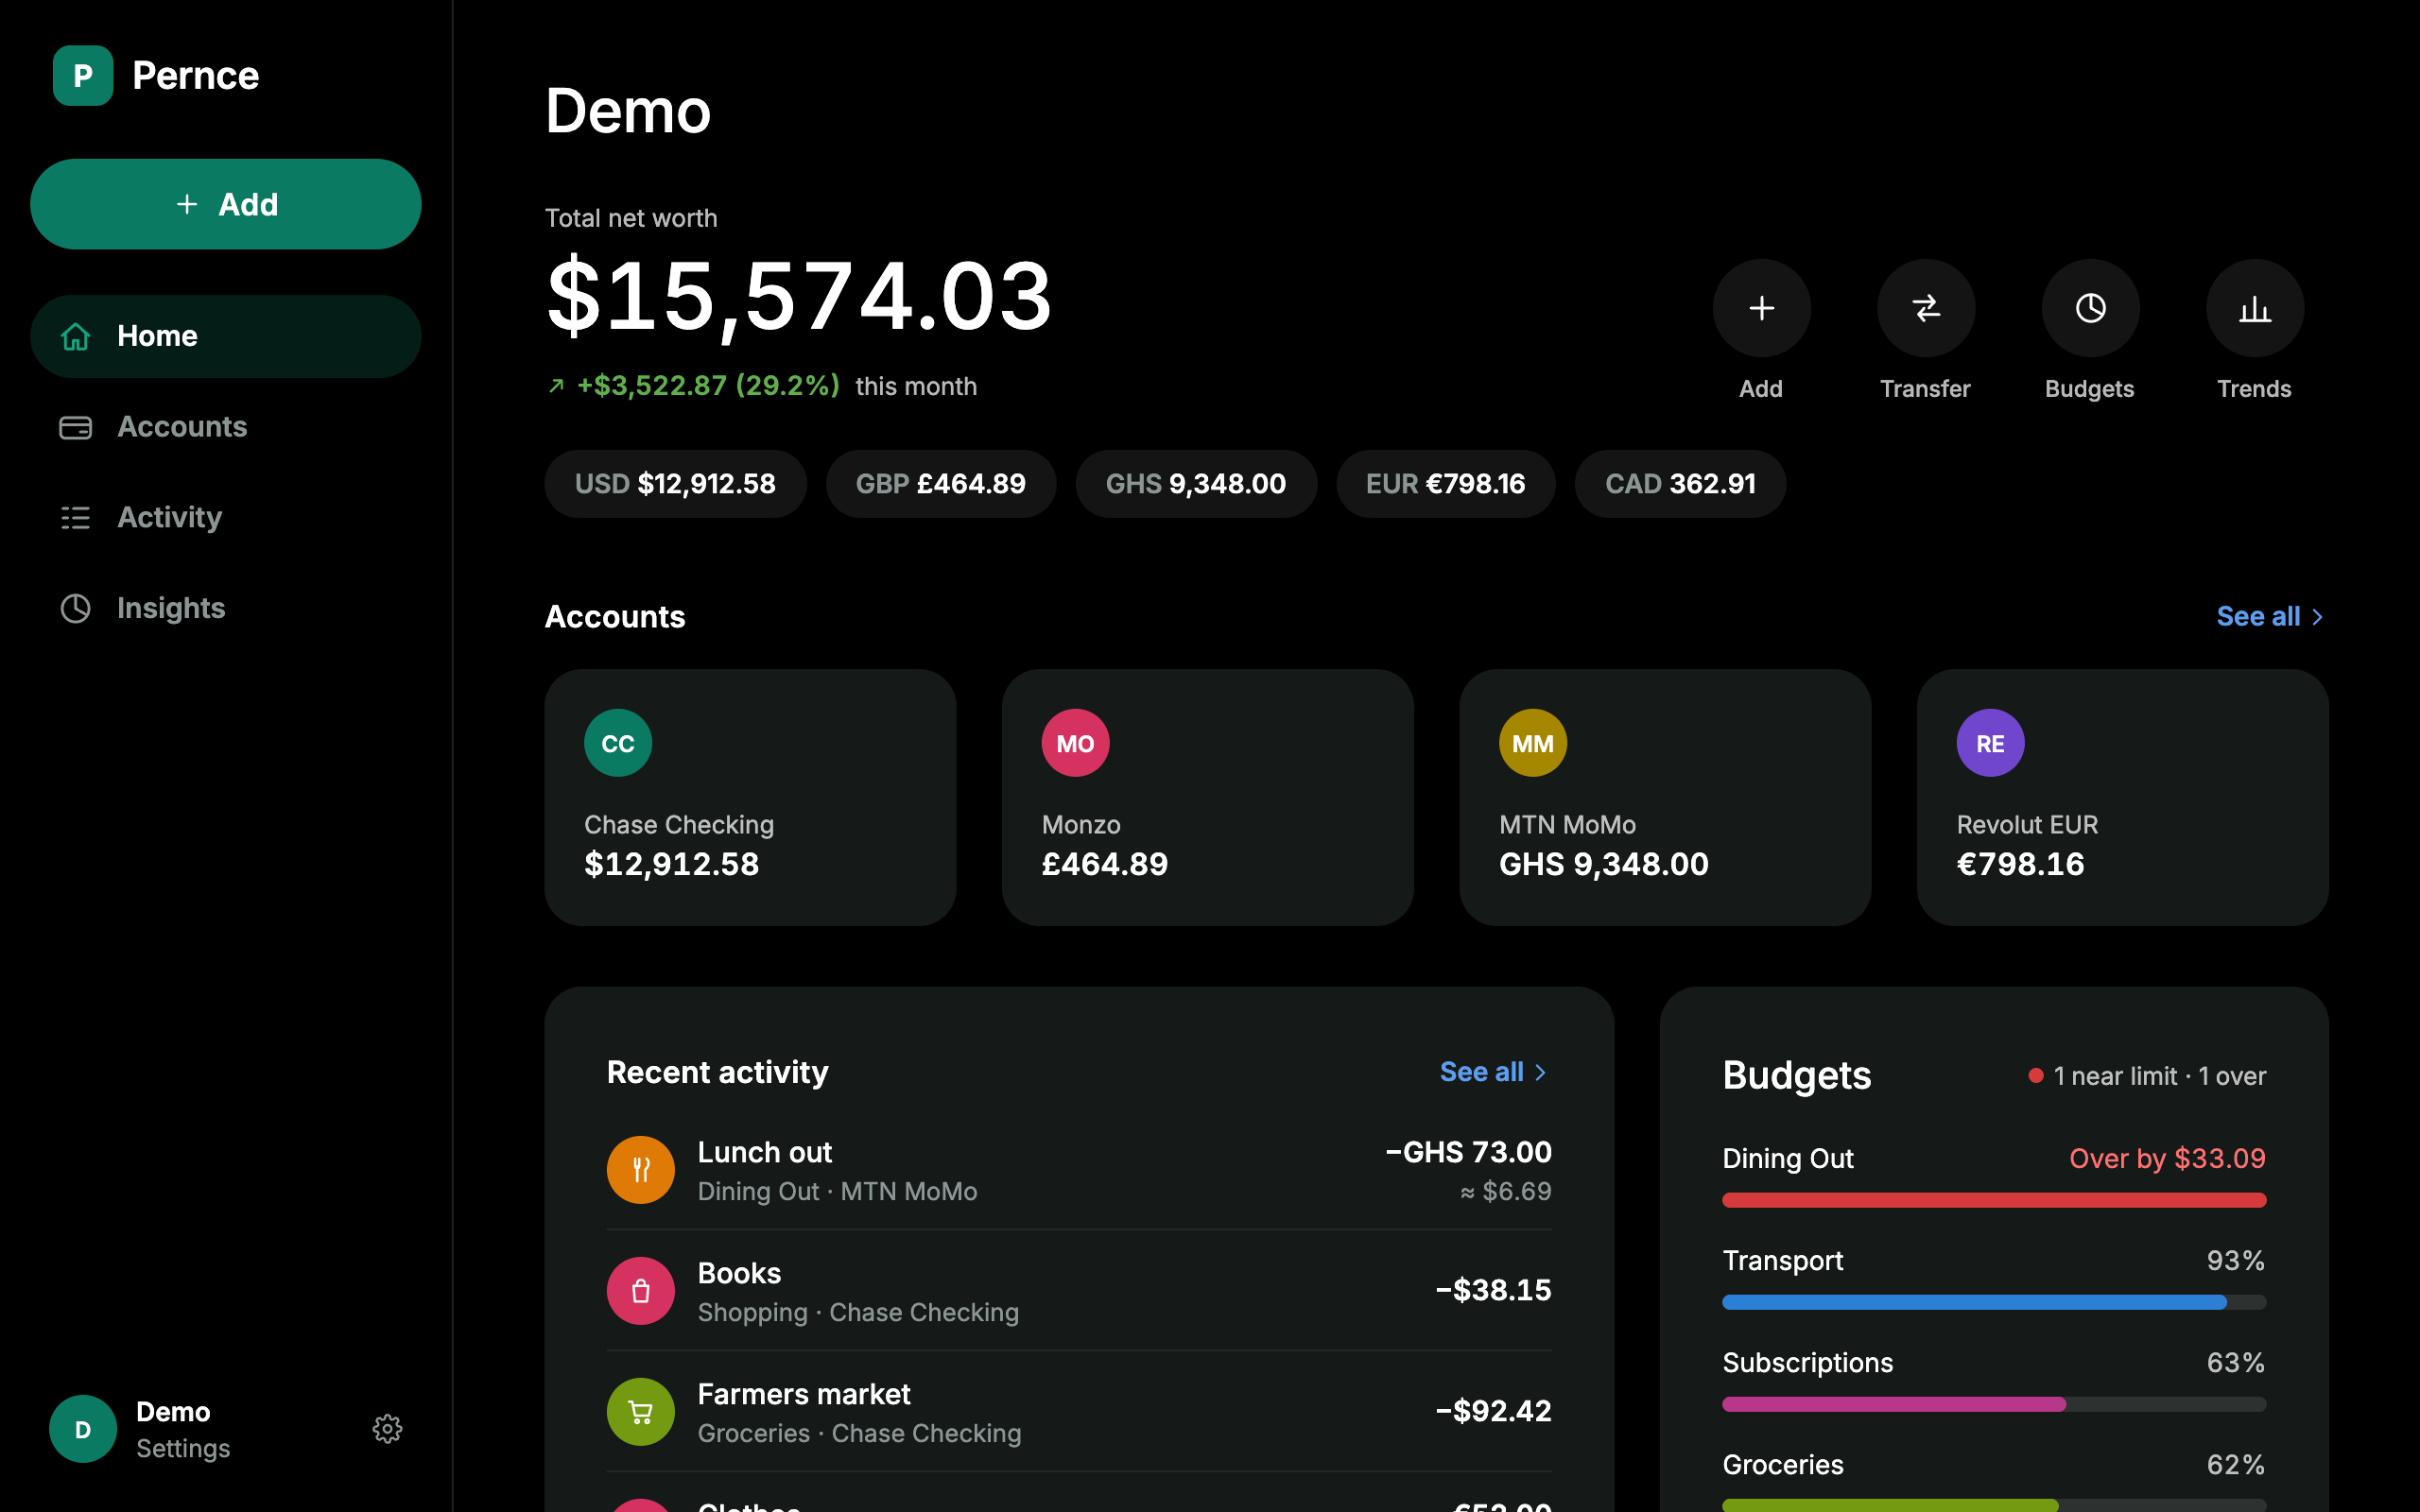 P Pernce
+ Add
Home
Accounts
Activity
Insights
D
Demo
Settings
Demo
Total net worth
$15,574.03
+$3,522.87 (29.2%) this month
Add
Transfer
Budgets
Trends
USD $12,912.58
GBP £464.89
GHS 9,348.00
EUR €798.16
CAD 362.91
Accounts
See all
CC
Chase Checking
$12,912.58
MO
Monzo
£464.89
MM
MTN MoMo
GHS 9,348.00
RE
Revolut EUR
€798.16
Recent activity
See all
Lunch out
−GHS 73.00
Dining Out · MTN MoMo
≈ $6.69
Books
Shopping · Chase Checking
−$38.15
Farmers market
Groceries · Chase Checking
−$92.42
Budgets
1 near limit · 1 over
Dining Out
Over by $33.09
Transport
93%
Subscriptions
63%
Groceries
62%